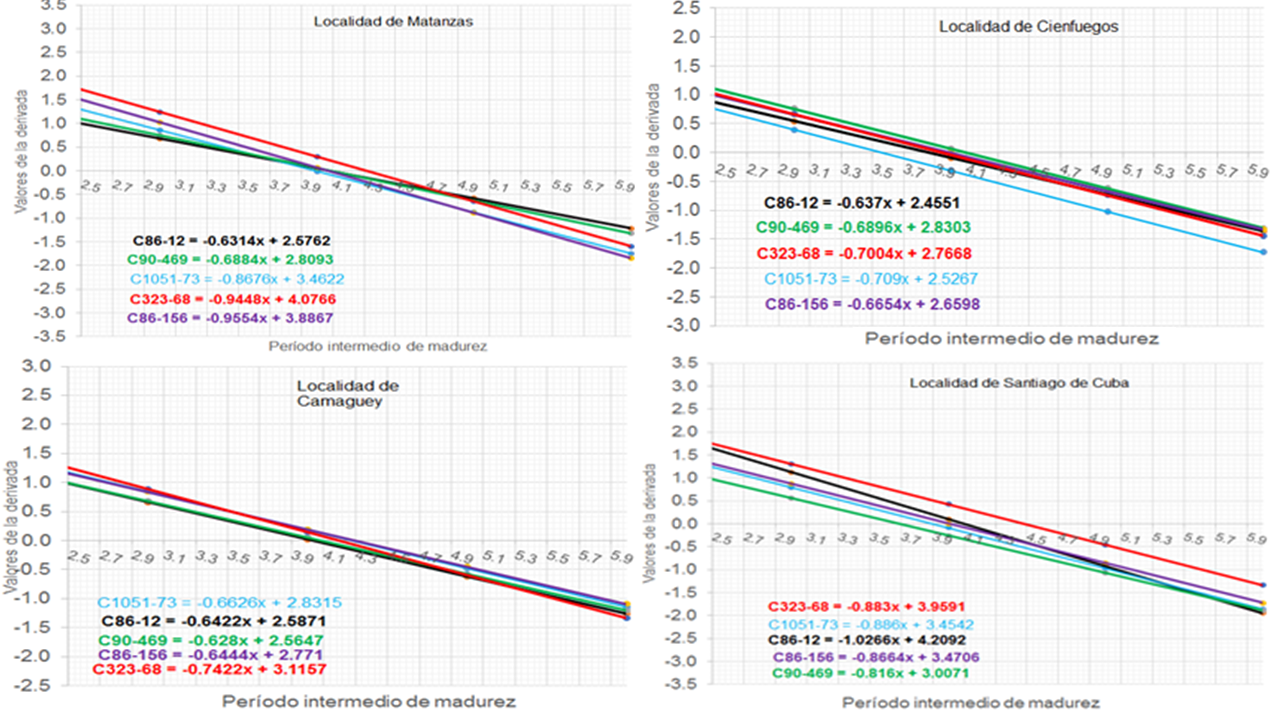 Localidad de Matanzas
Valores de la derivada
3.5
3.0
2.5
2.0
1.5
1.0
0.5
0.0
-0.5
-1.0
-1.5
-2.0
-2.5
-3.0
-3.5
2.5 2.7 2.9 3.1 3.3 3.5 3.7 3.9 4.1 4.3 4.7 4.9 5.1 5.3 5.5 5.7 5.9
C86-12 = -0.6314x + 2.5762
C90-469 = -0.6884x + 2.8093
C1051-73 = -0.8676x + 3.4622
C323-68 = -0.9448x + 4.0766
C86-156 = -0.9554x + 3.8867
Período intermedio de madurez
Localidad de Cienfuegos
Valores de la derivada
2.5
2.0
1.5
1.0
0.5
0.0
-0.5
-1.0
-1.5
-2.0
-2.5
-3.0
2.5 2.7 2.9 3.1 3.3 3.5 3.7 3.9 4.1 4.3 4.5 4.7 4.9 5.1 5.3 5.5 5.7 5.9
C86-12 = -0.637x + 2.4551
C90-469 = -0.6896x + 2.8303
C323-68 = -0.7004x + 2.7668
C1051-73 = -0.709x + 2.5267
C86-156 = -0.6654x + 2.6598
Período intermedio de madurez
Localidad de
Camaguey
Valores de la derivada
3.0
2.5
2.0
1.5
1.0
0.5
0.0
-0.5
-1.0
-1.5
-2.0
-2.5
2.5 2.7 2.9 3.1 3.3 3.5 3.7 3.9 4.1 4.3 4.7 4.9 5.1 5.3 5.5 5.7 5.9
C1051-73 = -0.6626x + 2.8315
C86-12 = -0.6422x + 2.5871
C90-469 = -0.628x + 2.5647
C86-156 = -0.6444x + 2.771
C323-68 = -0.7422x + 3.1157
Período intermedio de madurez
Localidad de Santiago de Cuba
Valores de la derivada
3.5
3.0
2.5
2.0
1.5
1.0
0.5
0.0
-0.5
-1.0
-1.5
-2.0
-2.5
-3.0
-3.5
2.5 2.7 2.9 3.1 3.3 3.5 3.7 3.9 4.1 4.3 4.5 4.7 4.9 5.1 5.3 5.5 5.7 5.9
C323-68 = -0.883x + 3.9591
C1051-73 = -0.886x + 3.4542
C86-12 = -1.0266x + 4.2092
C86-156 = -0.8664x + 3.4706
C90-469 = -0.816x + 3.0071
Período intermedio de madurez